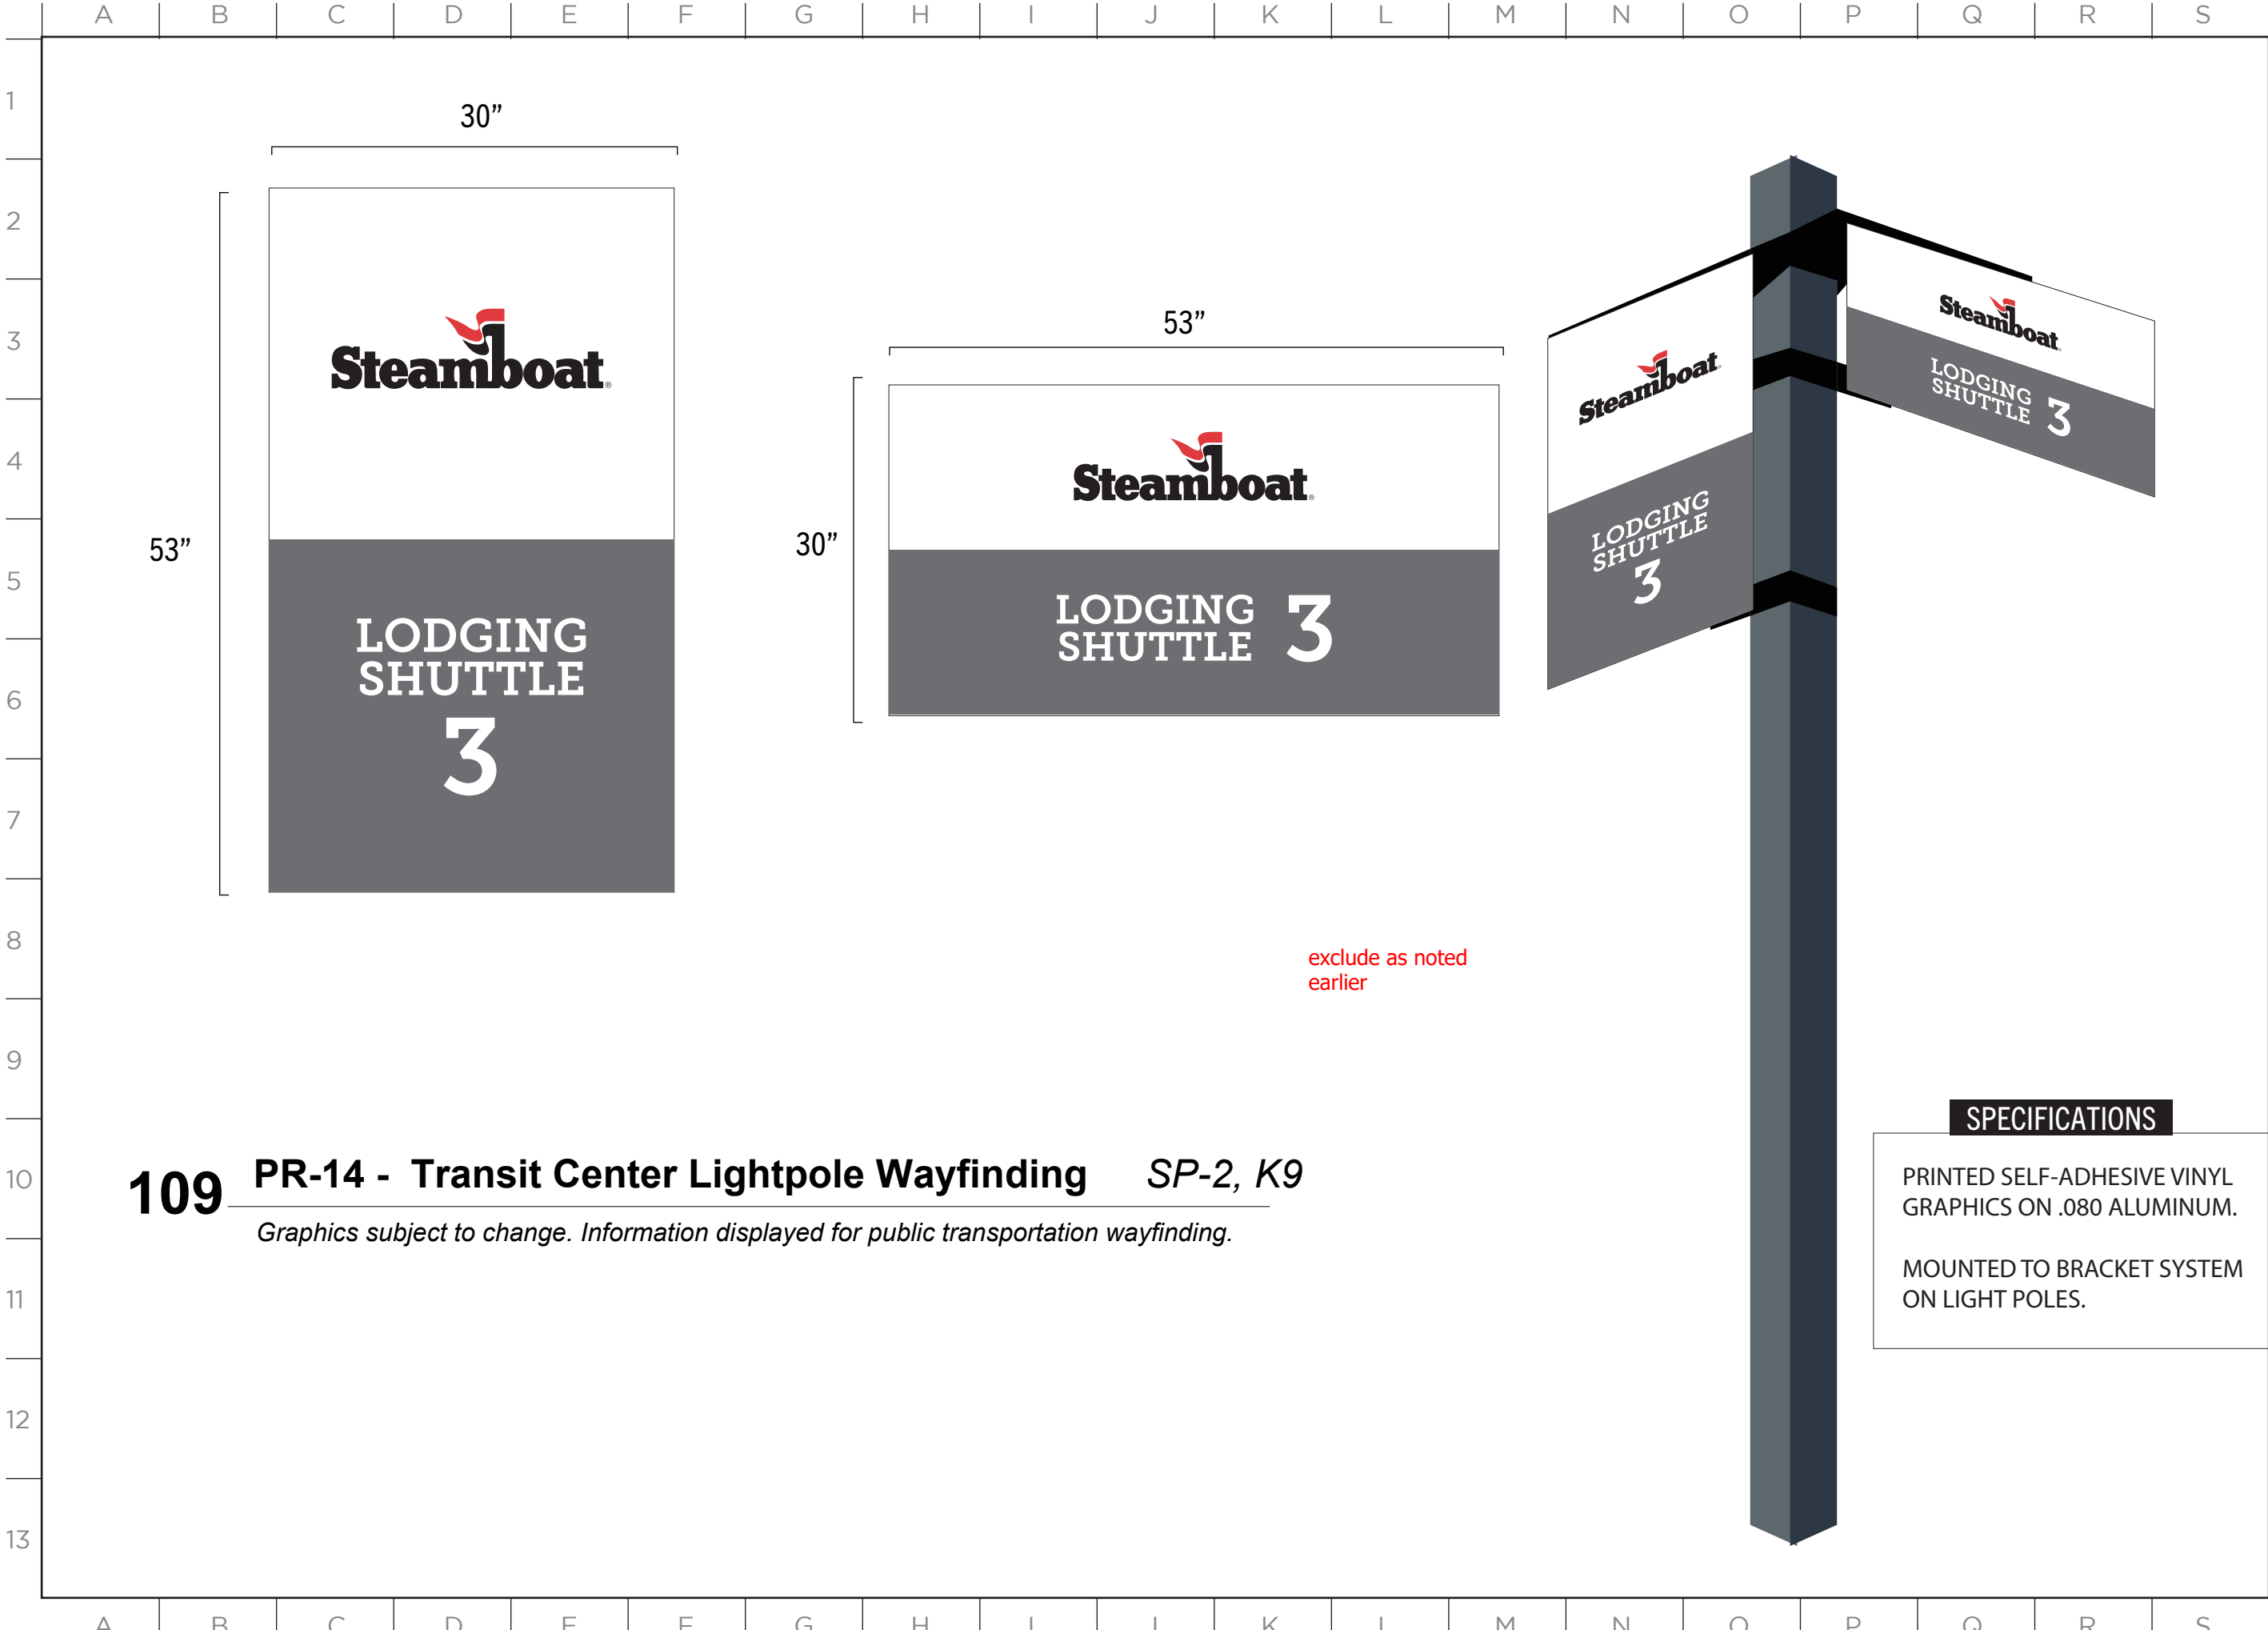 A B C D E F G H I J K L M N O P Q R S
1
2
3
4
5
6
7
8
9
10
11
12
13
30”
53”
Steamboat®
LODGING
SHUTTLE
3
53”
30”
Steamboat®
LODGING
SHUTTLE 3
Steamboat
LODGING
SHUTTLE
3
Steamboat
LODGING
SHUTTLE 3
exclude as noted
earlier
109 PR-14 - Transit Center Lightpole Wayfinding SP-2, K9
Graphics subject to change. Information displayed for public transportation wayfinding.
SPECIFICATIONS
PRINTED SELF-ADHESIVE VINYL
GRAPHICS ON .080 ALUMINUM.
MOUNTED TO BRACKET SYSTEM
ON LIGHT POLES.
A B C D E F G H I J K L M N O P Q R S